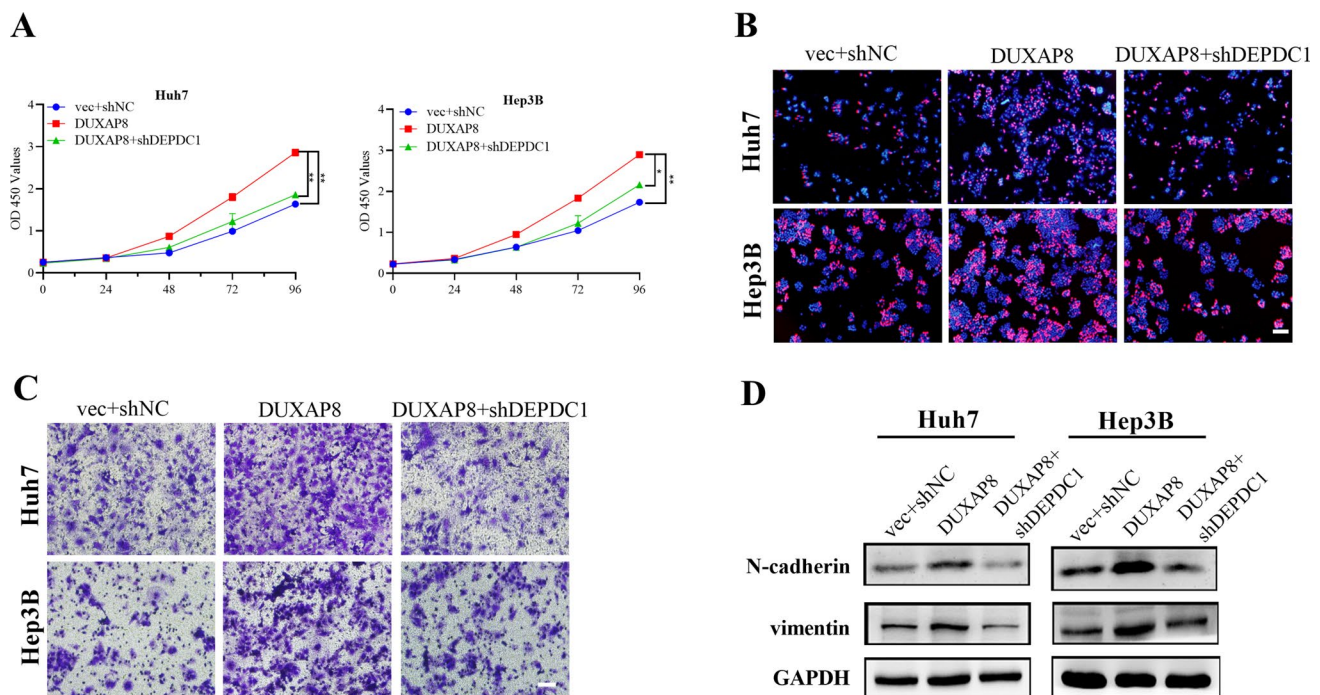 A
Huh7
vec+shNC
DUXAP8
DUXAP8+shDEPDC1
OD 450 Values
4
3
2
1
0
0
24
48
72
96
**
**
Hep3B
vec+shNC
DUXAP8
DUXAP8+shDEPDC1
OD 450 Values
4
3
2
1
0
0
24
48
72
96
*
**
B
vec+shNC
DUXAP8
DUXAP8+shDEPDC1
Huh7
Hep3B
C
vec+shNC
DUXAP8
DUXAP8+shDEPDC1
Huh7
Hep3B
D
Huh7
Hep3B
vec+shNC
DUXAP8
DUXAP8+
shDEPDC1
vec+shNC
DUXAP8
DUXAP8+
shDEPDC1
N-cadherin
vimentin
GAPDH